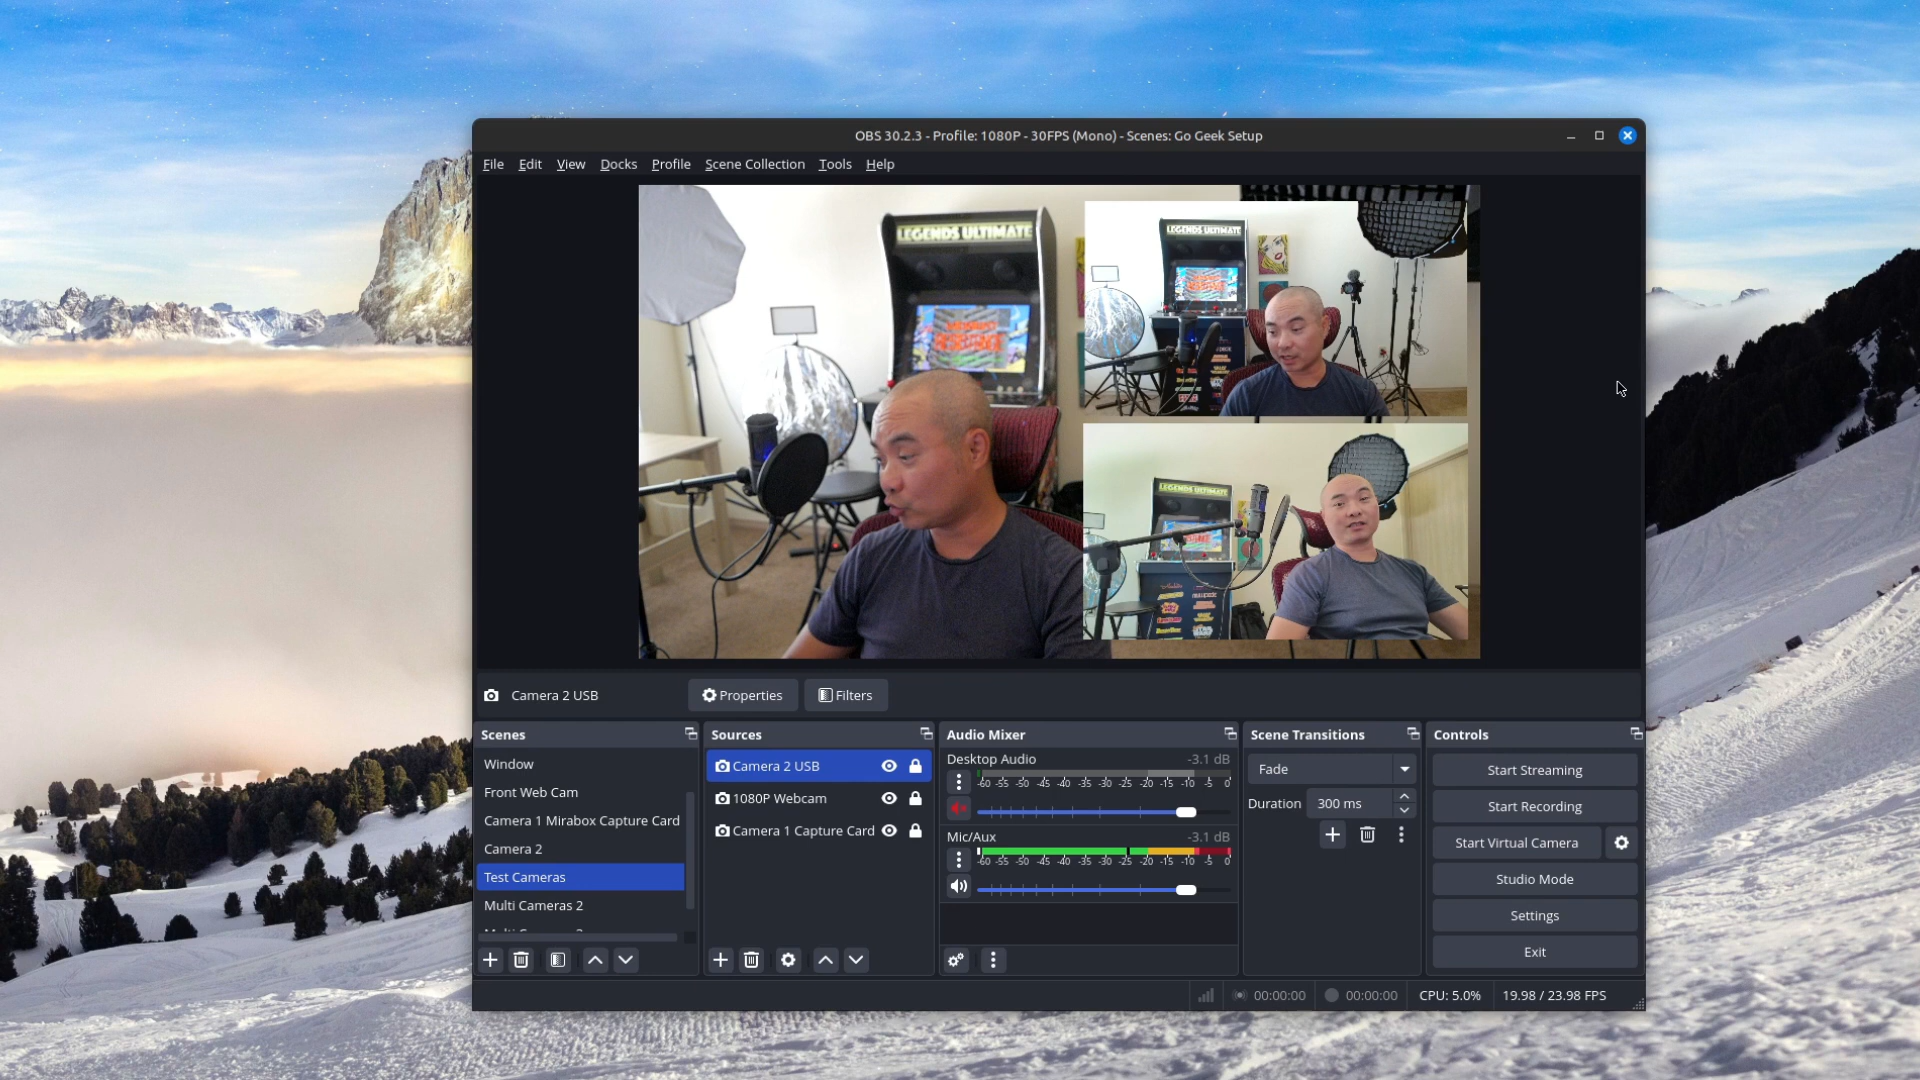 OBS 30.2.3 - Profile: 1080P - 30FPS (Mono) - Scenes: Go Geek Setup
File Edit View Docks Profile Scene Collection Tools Help
LEGENDS ULTIMATE
LEGENDS ULTIMATE
LEGENDS ULTIMATE
Camera 2 USB
Properties
Filters
Scenes
Window
Front Web Cam
Camera 1 Mirabox Capture Card
Camera 2
Test Cameras
Multi Cameras 2
Sources
Camera 2 USB
1080P Webcam
Camera 1 Capture Card
Audio Mixer
Desktop Audio -3.1 dB
-60 -55 -50 -45 -40 -35 -30 -25 -20 -15 -10 -5 0
Mic/Aux -3.1 dB
-60 -55 -50 -45 -40 -35 -30 -25 -20 -15 -10 -5 0
Scene Transitions
Fade
Duration 300 ms
Controls
Start Streaming
Start Recording
Start Virtual Camera
Studio Mode
Settings
Exit
00:00:00 00:00:00 CPU: 5.0% 19.98 / 23.98 FPS